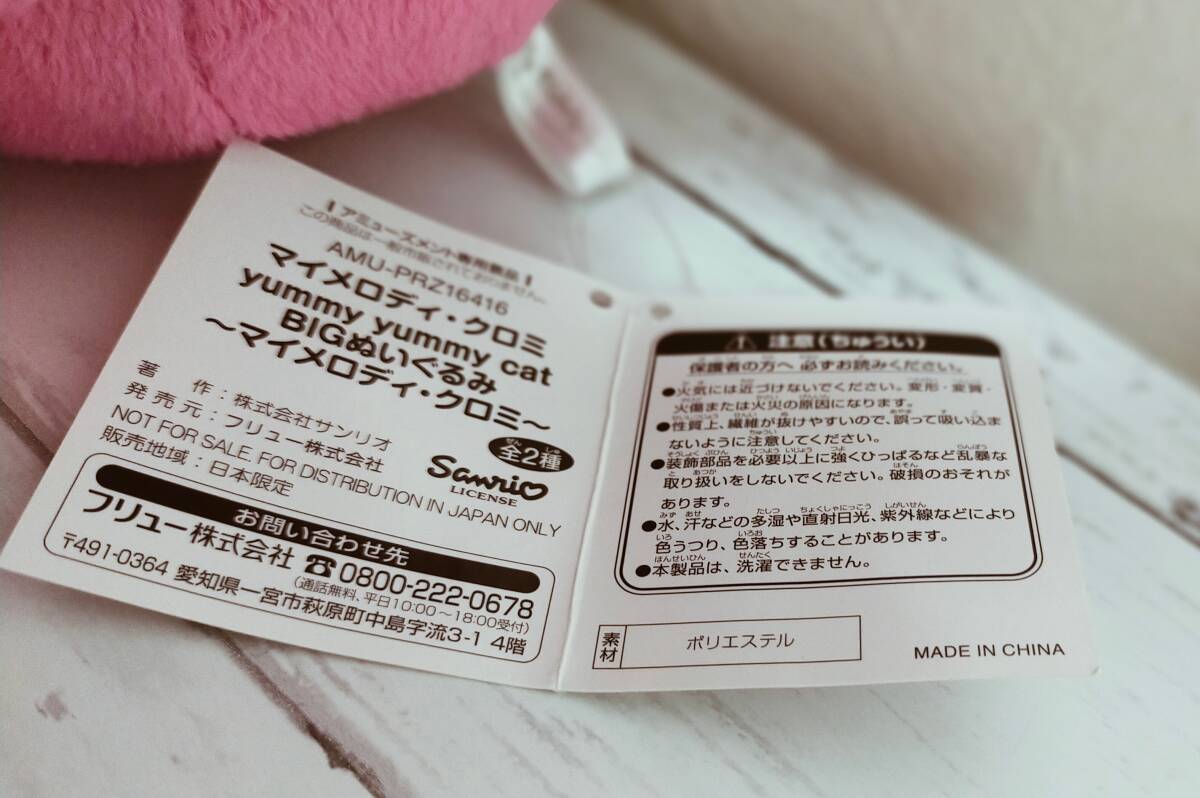 アミューズメント専用景品
この商品は一般市販されておりません。
AMU-PRZ16416
マイメロディ・クロミ
yummy yummy cat
BIGぬいぐるみ
〜マイメロディ・クロミ〜
著 作：株式会社サンリオ
発 売 元：フリュー株式会社
NOT FOR SALE. FOR DISTRIBUTION IN JAPAN ONLY
販売地域：日本限定
全2種
Sanrio
LICENSE
お問い合わせ先
フリュー株式会社 ☎0800-222-0678
(通話無料、平日10:00〜18:00受付)
〒491-0364 愛知県一宮市萩原町中島字流3-1 4階
⚠ 注意(ちゅうい)
保護者の方へ 必ずお読みください。
●火気には近づけないでください。変形・変質・
火傷または火災の原因になります。
●性質上、繊維が抜けやすいので、誤って吸い込ま
ないように注意してください。
●装飾部品を必要以上に強くひっぱるなど乱暴な
取り扱いをしないでください。破損のおそれが
あります。
●水、汗などの多湿や直射日光、紫外線などにより
色うつり、色落ちすることがあります。
●本製品は、洗濯できません。
素材 ポリエステル
MADE IN CHINA